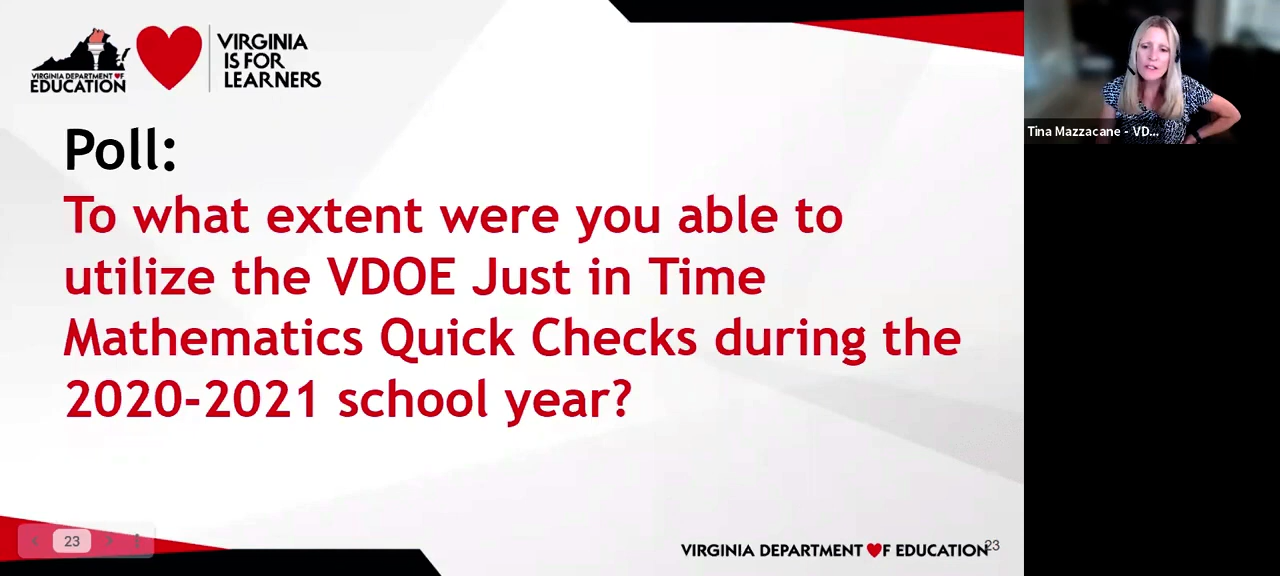 VIRGINIA DEPARTMENT OF
EDUCATION
VIRGINIA
IS FOR
LEARNERS
Poll:
To what extent were you able to
utilize the VDOE Just in Time
Mathematics Quick Checks during the
2020-2021 school year?
Tina Mazzacane - VD...
23
VIRGINIA DEPARTMENT OF EDUCATION
23